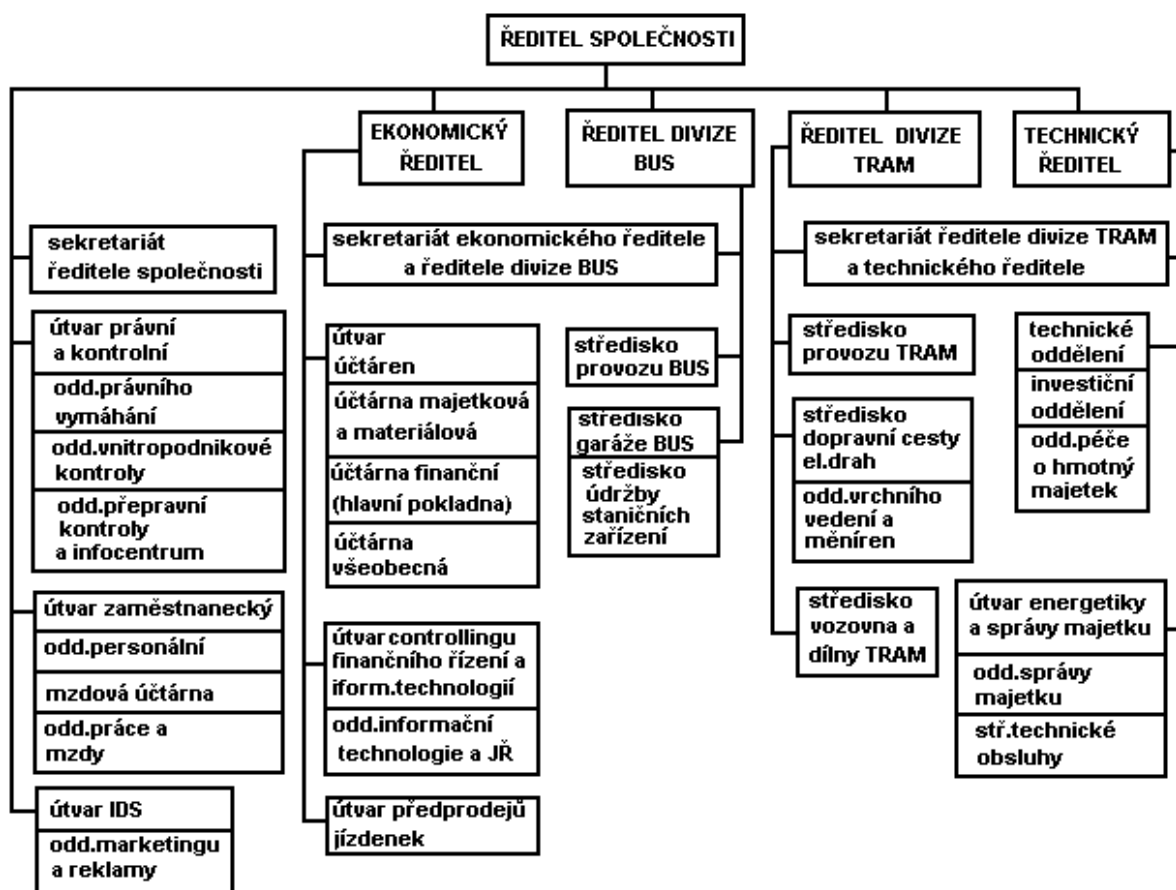 ŘEDITEL SPOLEČNOSTI
EKONOMICKÝ
ŘEDITEL
ŘEDITEL DIVIZE
BUS
ŘEDITEL DIVIZE
TRAM
TECHNICKÝ
ŘEDITEL
sekretariát
ředitele společnosti
sekretariát ekonomického ředitele
a ředitele divize BUS
sekretariát ředitele divize TRAM
a technického ředitele
útvar právní
a kontrolní
odd.právního
vymáhání
odd.vnitropodnikové
kontroly
odd.přepravní
kontroly
a infocentrum
útvar zaměstnanecký
odd.personální
mzdová účtárna
odd.práce a
mzdy
útvar IDS
odd.marketingu
a reklamy
útvar
účtáren
účtárna majetková
a materiálová
účtárna finanční
(hlavní pokladna)
účtárna
všeobecná
útvar controllingu
finančního řízení a
iform.technologií
odd.informační
technologie a JŘ
útvar předprodejů
jízdenek
středisko
provozu BUS
středisko
garáže BUS
středisko
údržby
staničních
zařízení
středisko
provozu TRAM
středisko
dopravní cesty
el.drah
odd.vrchního
vedení a
měníren
středisko
vozovna a
dílny TRAM
technické
oddělení
investiční
oddělení
odd.péče
o hmotný
majetek
útvar energetiky
a správy majetku
odd.správy
majetku
stř.technické
obsluhy